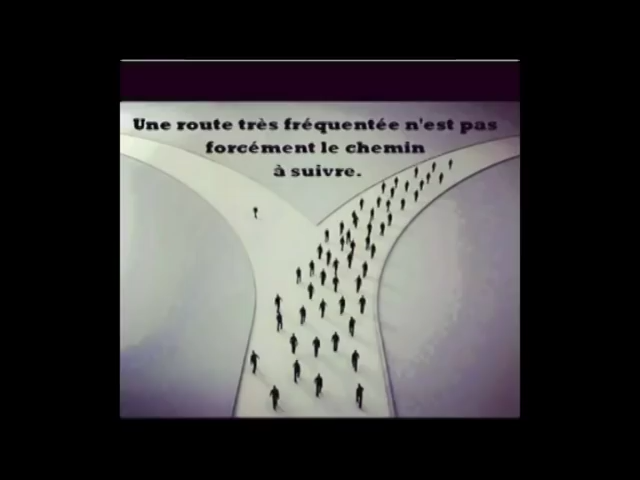 Une route très fréquentée n'est pas
forcément le chemin
à suivre.